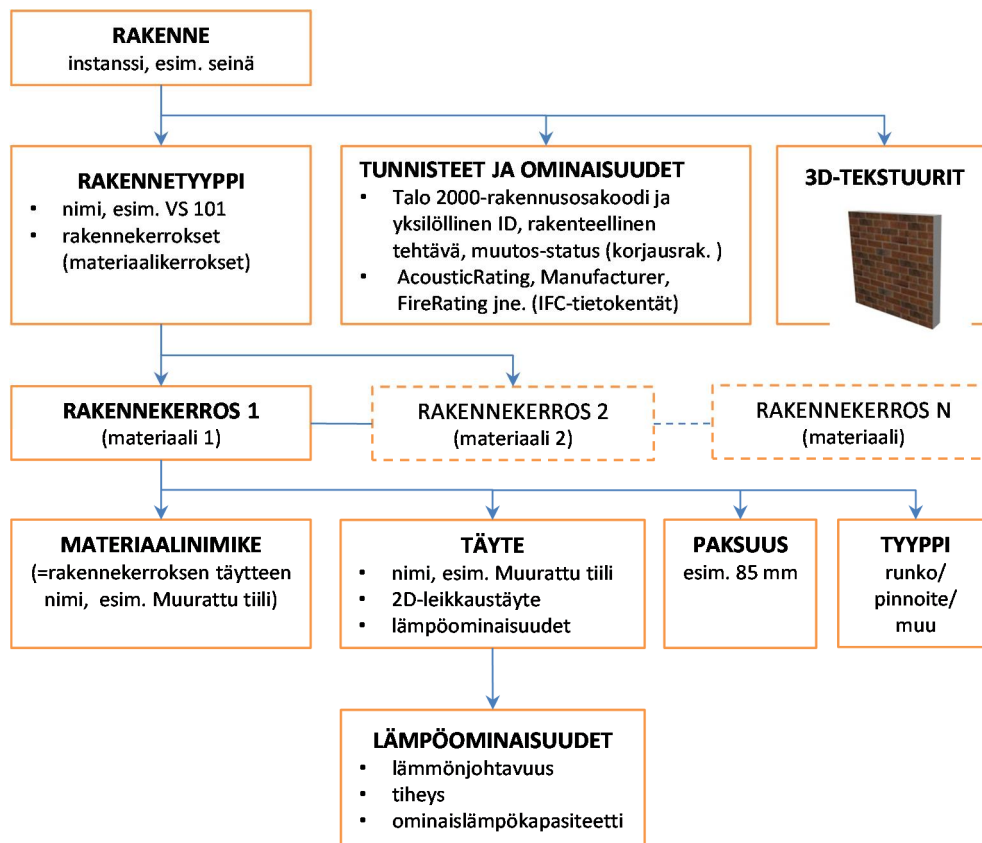 RAKENNE
instanssi, esim. seinä
RAKENNETYYPPI
• nimi, esim. VS 101
• rakennekerrokset
(materiaalikerrokset)
TUNNISTEET JA OMINAISUUDET
• Talo 2000-rakennusosakoodi ja
yksilöllinen ID, rakenteellinen
tehtävä, muutos-status (korjausrak. )
• AcousticRating, Manufacturer,
FireRating jne. (IFC-tietokentät)
3D-TEKSTUURIT
RAKENNEKERROS 1
(materiaali 1)
RAKENNEKERROS 2
(materiaali 2)
RAKENNEKERROS N
(materiaali)
MATERIAALINIMIKE
(=rakennekerroksen täytteen
nimi, esim. Muurattu tiili)
TÄYTE
• nimi, esim. Muurattu tiili
• 2D-leikkaustäyte
• lämpöominaisuudet
PAKSUUS
esim. 85 mm
TYYPPI
runko/
pinnoite/
muu
LÄMPÖOMINAISUUDET
• lämmönjohtavuus
• tiheys
• ominaislämpökapasiteetti